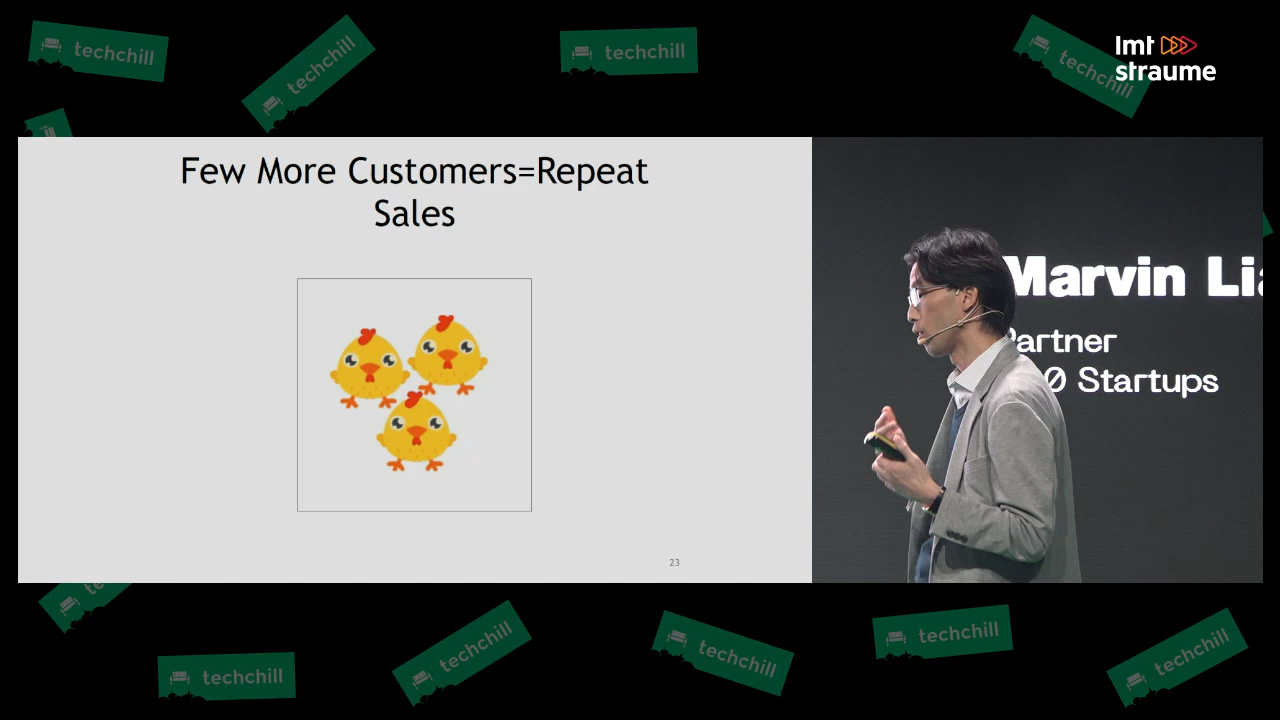 techchill
techchill
techchill
techchill
lmt
straume
Few More Customers=Repeat
Sales
23
Marvin Lia
Partner
0 Startups
techchill
techchill
techchill
techchill
techchill